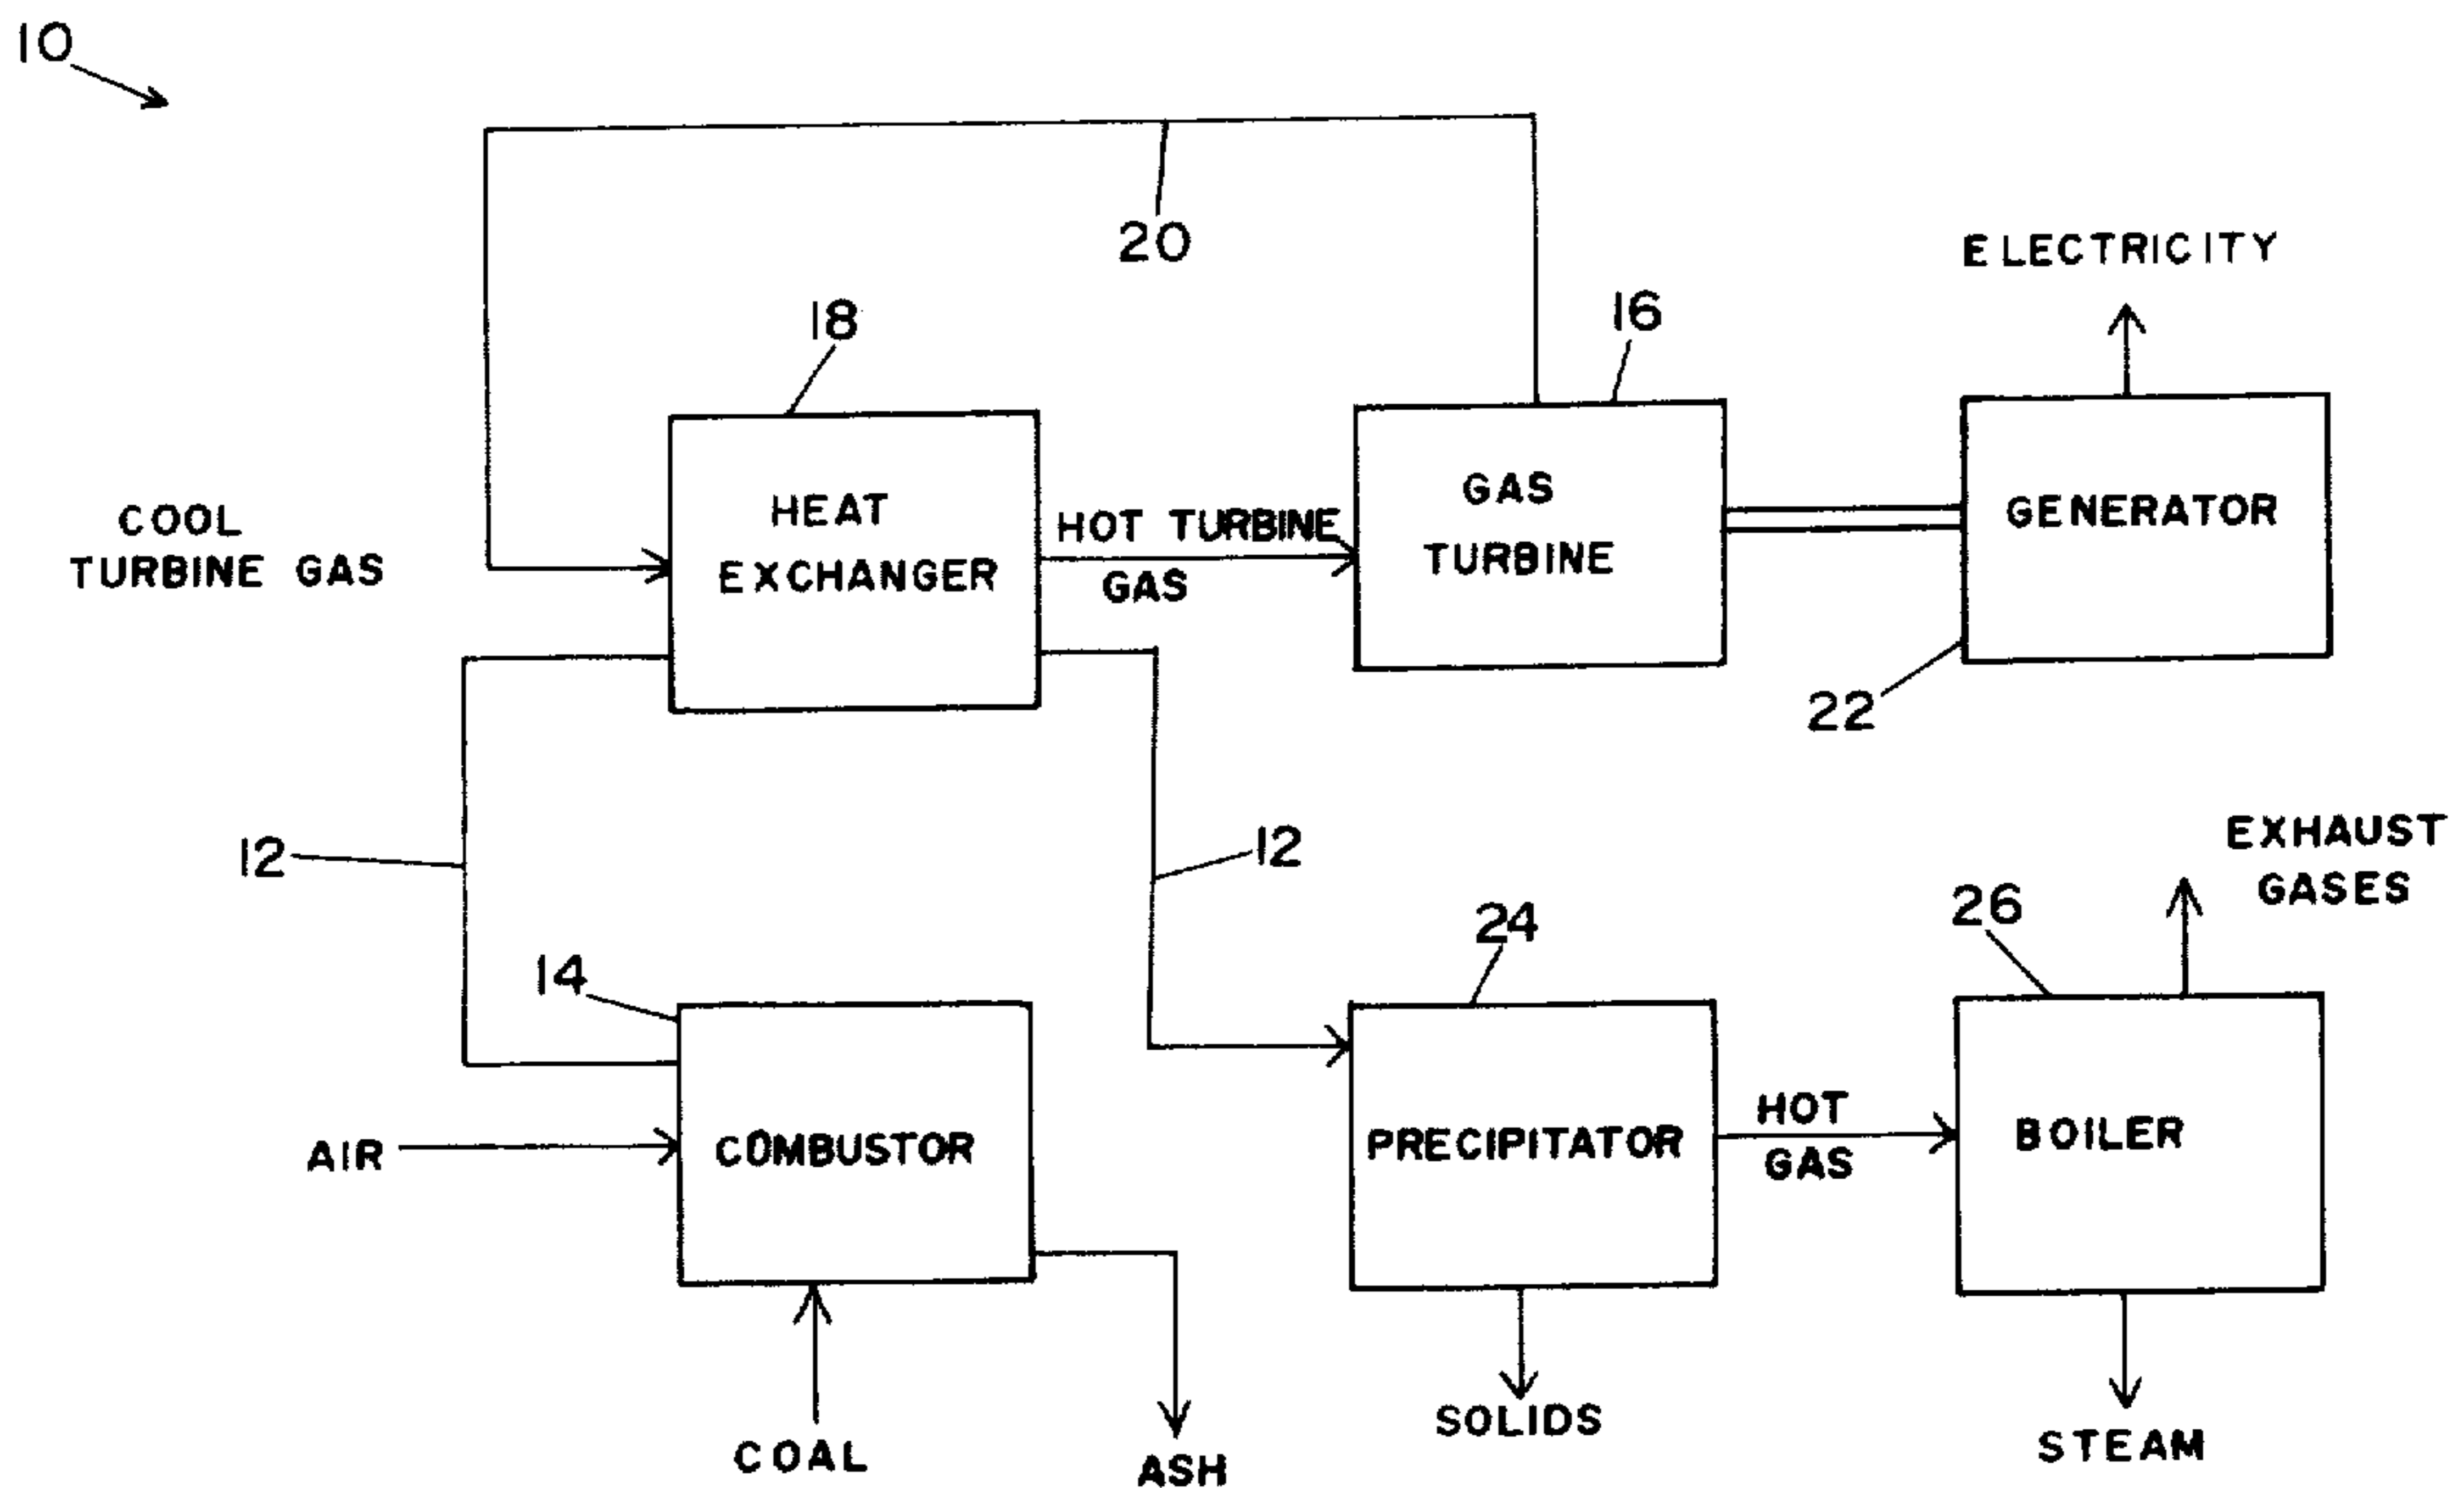 10
20
ELECTRICITY
18
16
COOL
TURBINE GAS
HEAT
EXCHANGER
HOT TURBINE
GAS
GAS
TURBINE
GENERATOR
22
12
12
EXHAUST
GASES
14
24
26
AIR
COMBUSTOR
PRECIPITATOR
HOT
GAS
BOILER
COAL
ASH
SOLIDS
STEAM